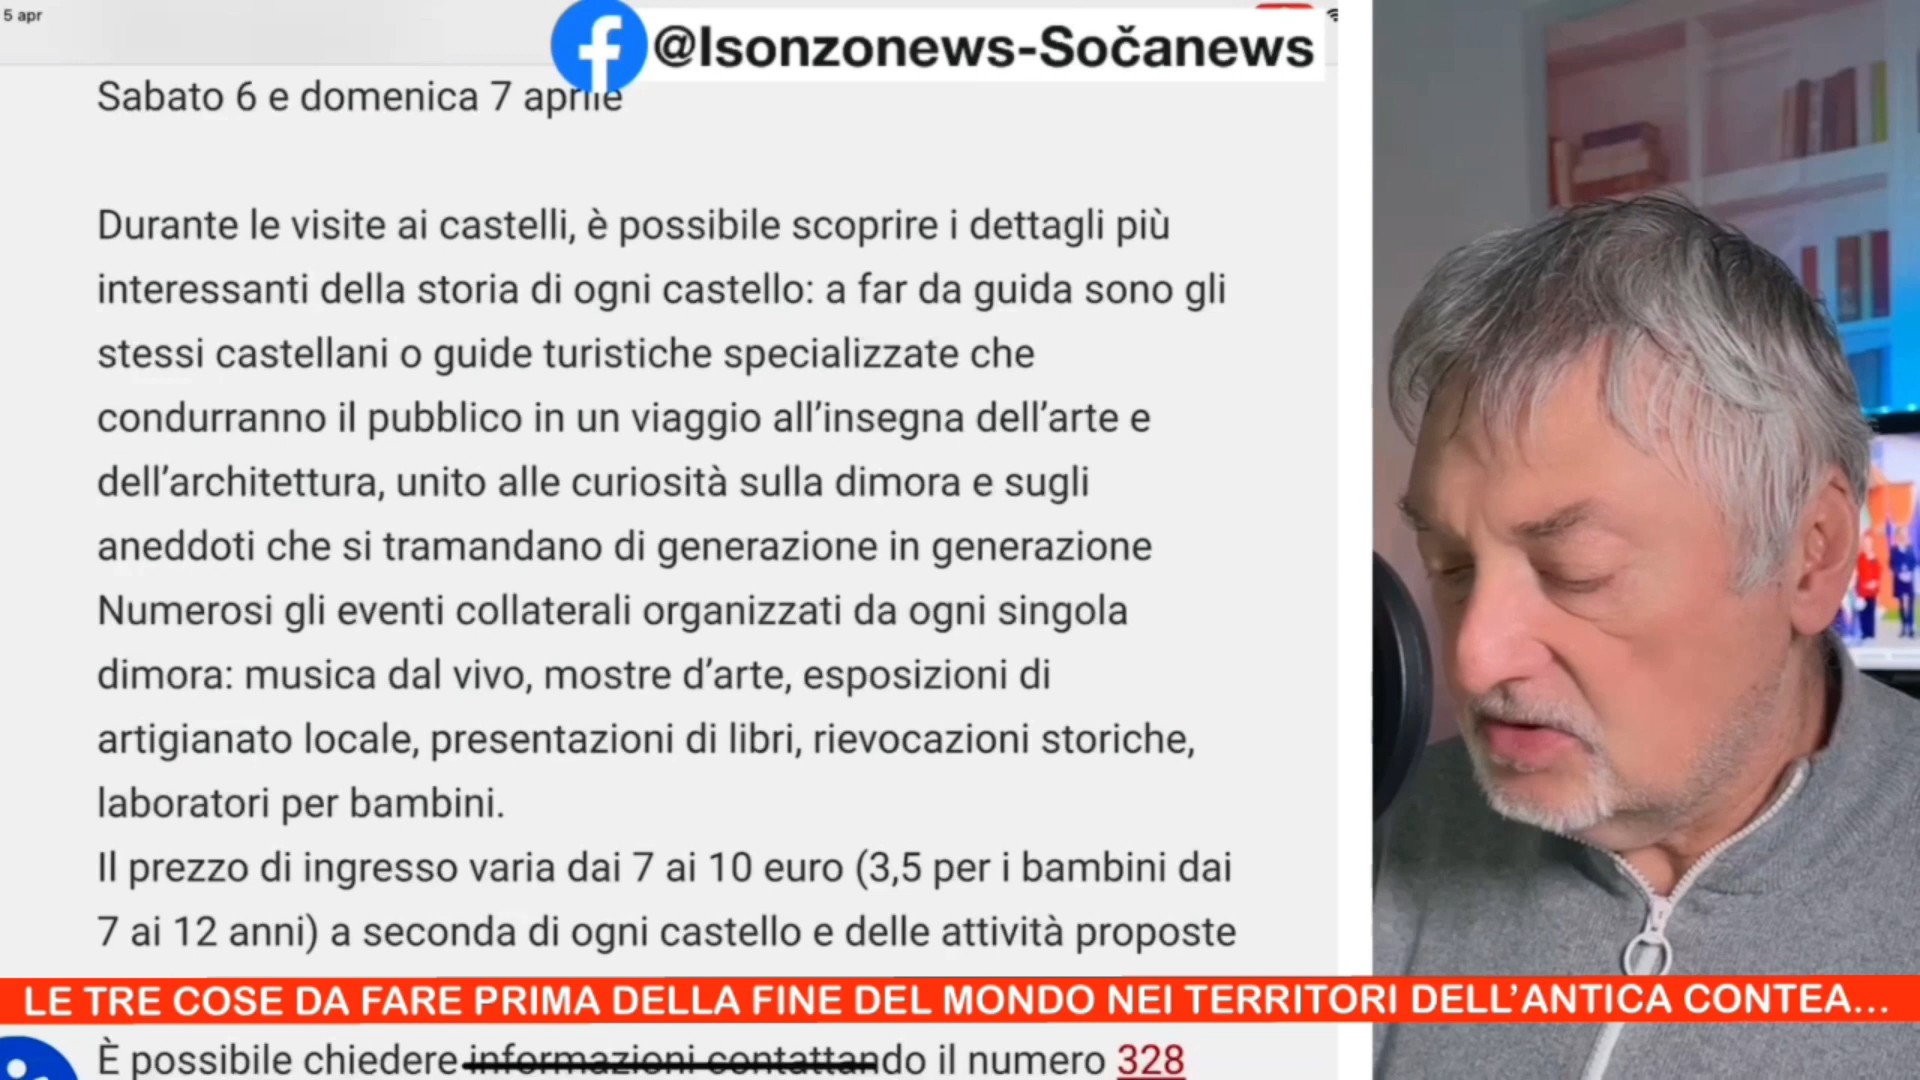 5 apr
@Isonzonews-Sočanews
Sabato 6 e domenica 7 aprile
Durante le visite ai castelli, è possibile scoprire i dettagli più
interessanti della storia di ogni castello: a far da guida sono gli
stessi castellani o guide turistiche specializzate che
condurranno il pubblico in un viaggio all’insegna dell’arte e
dell’architettura, unito alle curiosità sulla dimora e sugli
aneddoti che si tramandano di generazione in generazione
Numerosi gli eventi collaterali organizzati da ogni singola
dimora: musica dal vivo, mostre d’arte, esposizioni di
artigianato locale, presentazioni di libri, rievocazioni storiche,
laboratori per bambini.
Il prezzo di ingresso varia dai 7 ai 10 euro (3,5 per i bambini dai
7 ai 12 anni) a seconda di ogni castello e delle attività proposte
LE TRE COSE DA FARE PRIMA DELLA FINE DEL MONDO NEI TERRITORI DELL’ANTICA CONTEA...
È possibile chiedere informazioni contattando il numero 328